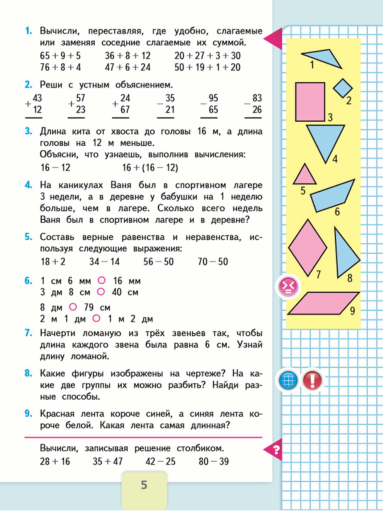 1. Вычисли, переставляя, где удобно, слагаемые
или заменяя соседние слагаемые их суммой.
65 + 9 + 5 36 + 8 + 12 20 + 27 + 3 + 30
76 + 8 + 4 47 + 6 + 24 50 + 19 + 1 + 20
2. Реши с устным объяснением.
+43 +57 +24 −35 −95 −83
12 23 67 21 65 26
3. Длина кита от хвоста до головы 16 м, а длина
головы на 12 м меньше.
Объясни, что узнаешь, выполнив вычисления:
16 − 12 16 + (16 − 12)
4. На каникулах Ваня был в спортивном лагере
3 недели, а в деревне у бабушки на 1 неделю
больше, чем в лагере. Сколько всего недель
Ваня был в спортивном лагере и в деревне?
5. Составь верные равенства и неравенства, ис-
пользуя следующие выражения:
18 + 2 34 − 14 56 − 50 70 − 50
6. 1 см 6 мм ○ 16 мм
3 дм 8 см ○ 40 см
8 дм ○ 79 см
2 м 1 дм ○ 1 м 2 дм
7. Начерти ломаную из трёх звеньев так, чтобы
длина каждого звена была равна 6 см. Узнай
длину ломаной.
8. Какие фигуры изображены на чертеже? На ка-
кие две группы их можно разбить? Найди раз-
ные способы.
9. Красная лента короче синей, а синяя лента ко-
роче белой. Какая лента самая длинная?
Вычисли, записывая решение столбиком.
28 + 16 35 + 47 42 − 25 80 − 39
?
5
1
2
3
4
5
6
7
8
9
!